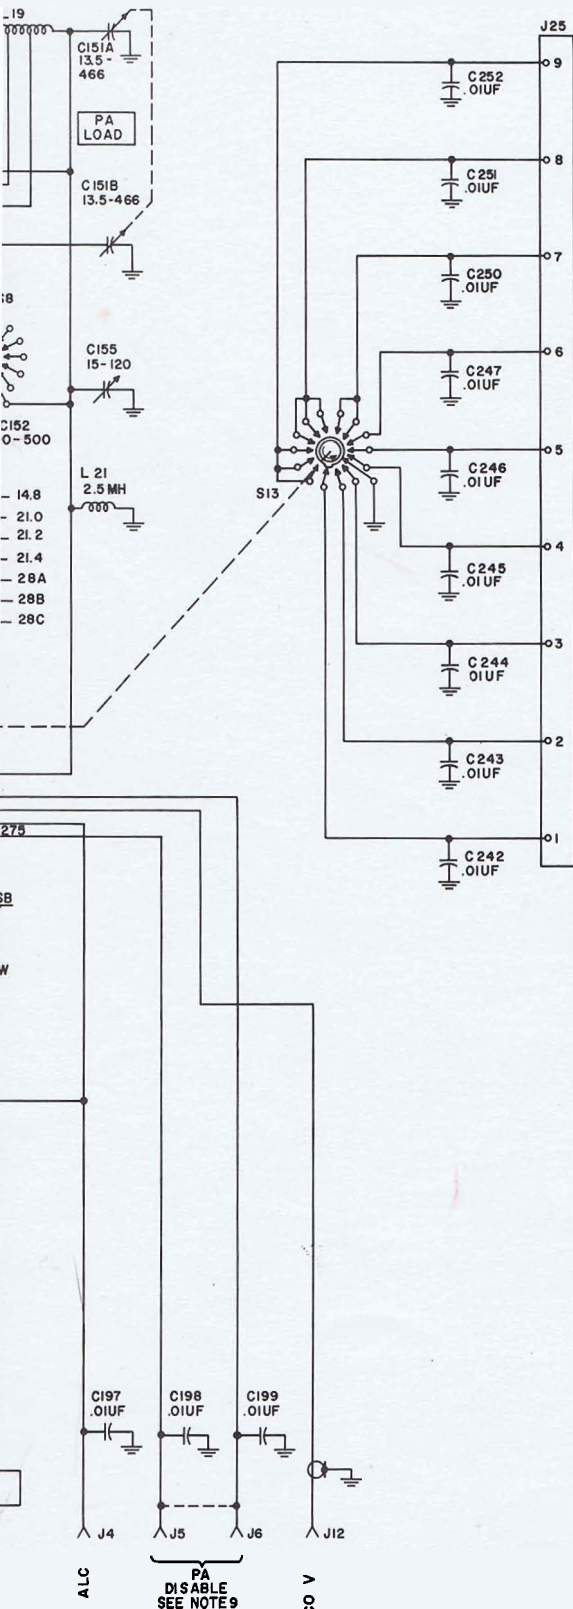 L19
C151A
13.5-
466
PA
LOAD
C151B
13.5-466
S8
C155
15-120
C152
0-500
L 21
2.5MH
14.8
21.0
21.2
21.4
28A
28B
28C
S13
J25
9
C252
.01UF
8
C251
.01UF
7
C250
.01UF
6
C247
.01UF
5
C246
.01UF
4
C245
.01UF
3
C244
01UF
2
C243
.01UF
1
C242
.01UF
275
SB
W
C197
.01UF
C198
.01UF
C199
.01UF
J4
J5
J6
J12
ALC
PA
DISABLE
SEE NOTE 9
CO V